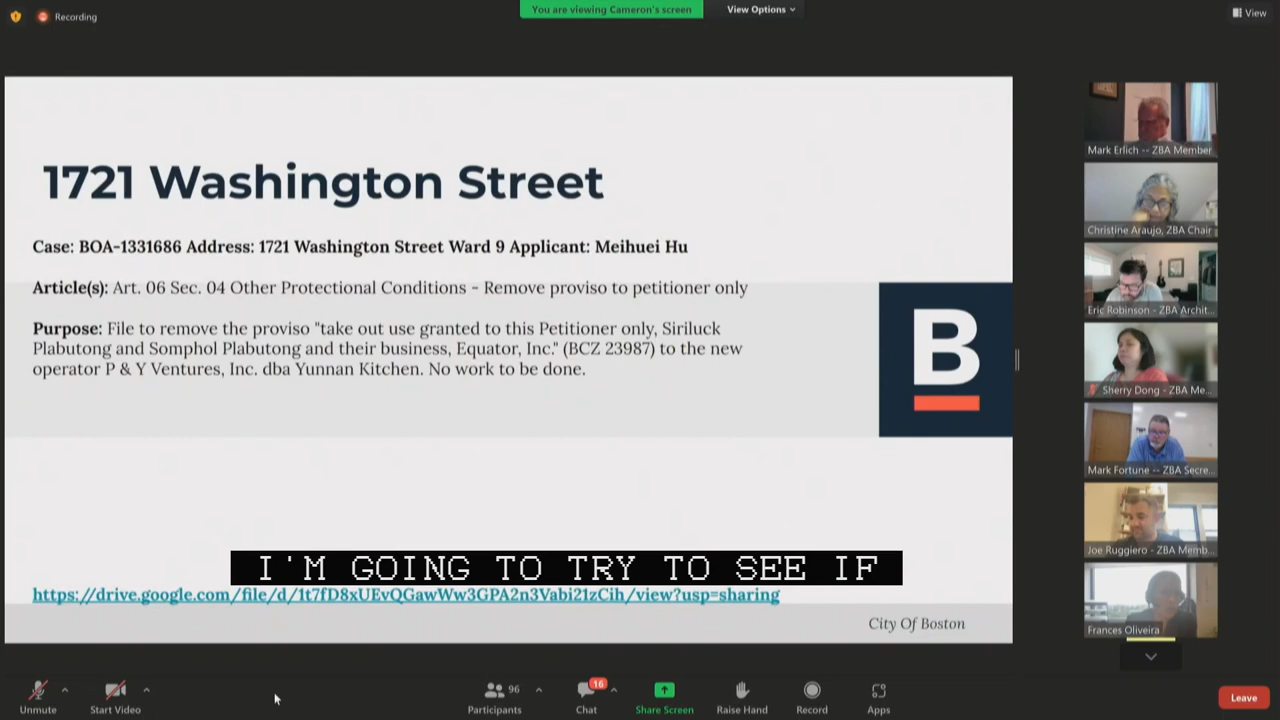 Recording
You are viewing Cameron's screen
View Options
View
1721 Washington Street
Case: BOA-1331686 Address: 1721 Washington Street Ward 9 Applicant: Meihuei Hu
Article(s): Art. 06 Sec. 04 Other Protectional Conditions - Remove proviso to petitioner only
Purpose: File to remove the proviso "take out use granted to this Petitioner only, Siriluck
Plabutong and Somphol Plabutong and their business, Equator, Inc." (BCZ 23987) to the new
operator P & Y Ventures, Inc. dba Yunnan Kitchen. No work to be done.
B
I'M GOING TO TRY TO SEE IF
https://drive.google.com/file/d/1t7fD8xUEvQGawWw3GPA2n3Vabi21zCih/view?usp=sharing
City Of Boston
Mark Erlich -- ZBA Member
Christine Araujo, ZBA Chair
Eric Robinson - ZBA Archit...
Sherry Dong - ZBA Me...
Mark Fortune -- ZBA Secre...
Joe Ruggiero - ZBA Memb...
Frances Oliveira
Unmute
Start Video
96
Participants
16
Chat
Share Screen
Raise Hand
Record
Apps
Leave